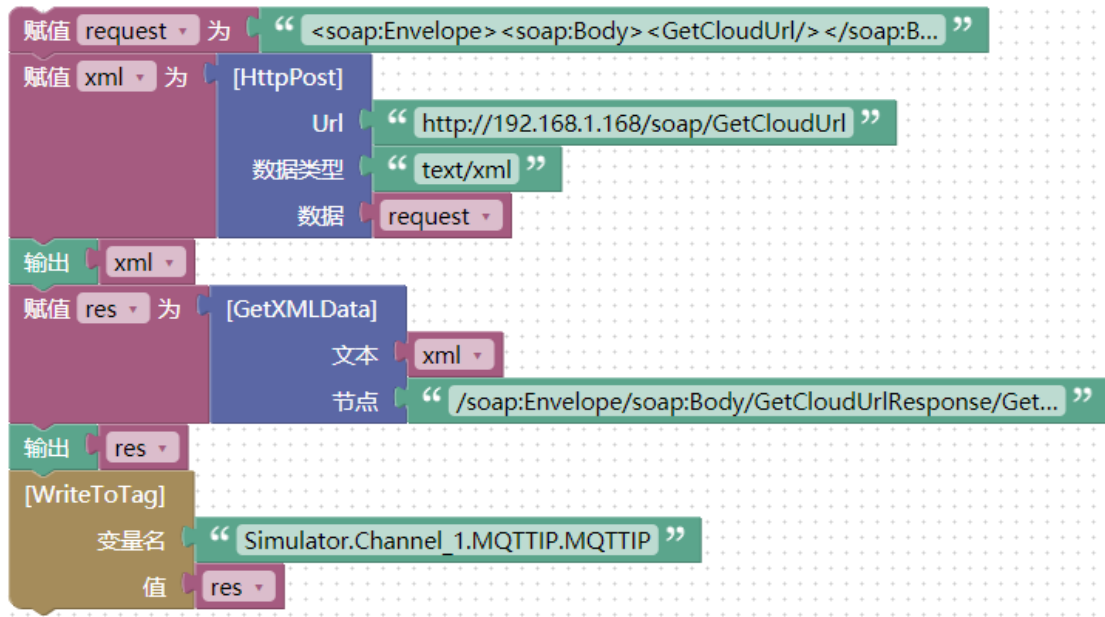 赋值 request 为 “ <soap:Envelope><soap:Body><GetCloudUrl/></soap:B... ”
赋值 xml 为 [HttpPost]
Url “ http://192.168.1.168/soap/GetCloudUrl ”
数据类型 “ text/xml ”
数据 request
输出 xml
赋值 res 为 [GetXMLData]
文本 xml
节点 “ /soap:Envelope/soap:Body/GetCloudUrlResponse/Get... ”
输出 res
[WriteToTag]
变量名 “ Simulator.Channel_1.MQTTIP.MQTTIP ”
值 res